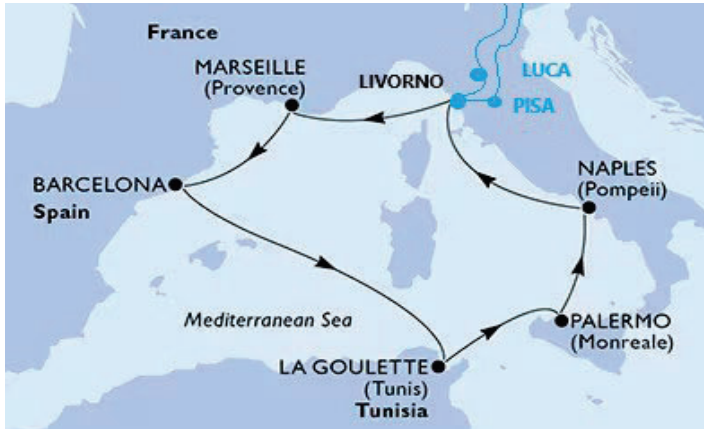 France
MARSEILLE
(Provence)
LIVORNO
LUCA
PISA
BARCELONA
Spain
NAPLES
(Pompeii)
Mediterranean Sea
PALERMO
(Monreale)
LA GOULETTE
(Tunis)
Tunisia